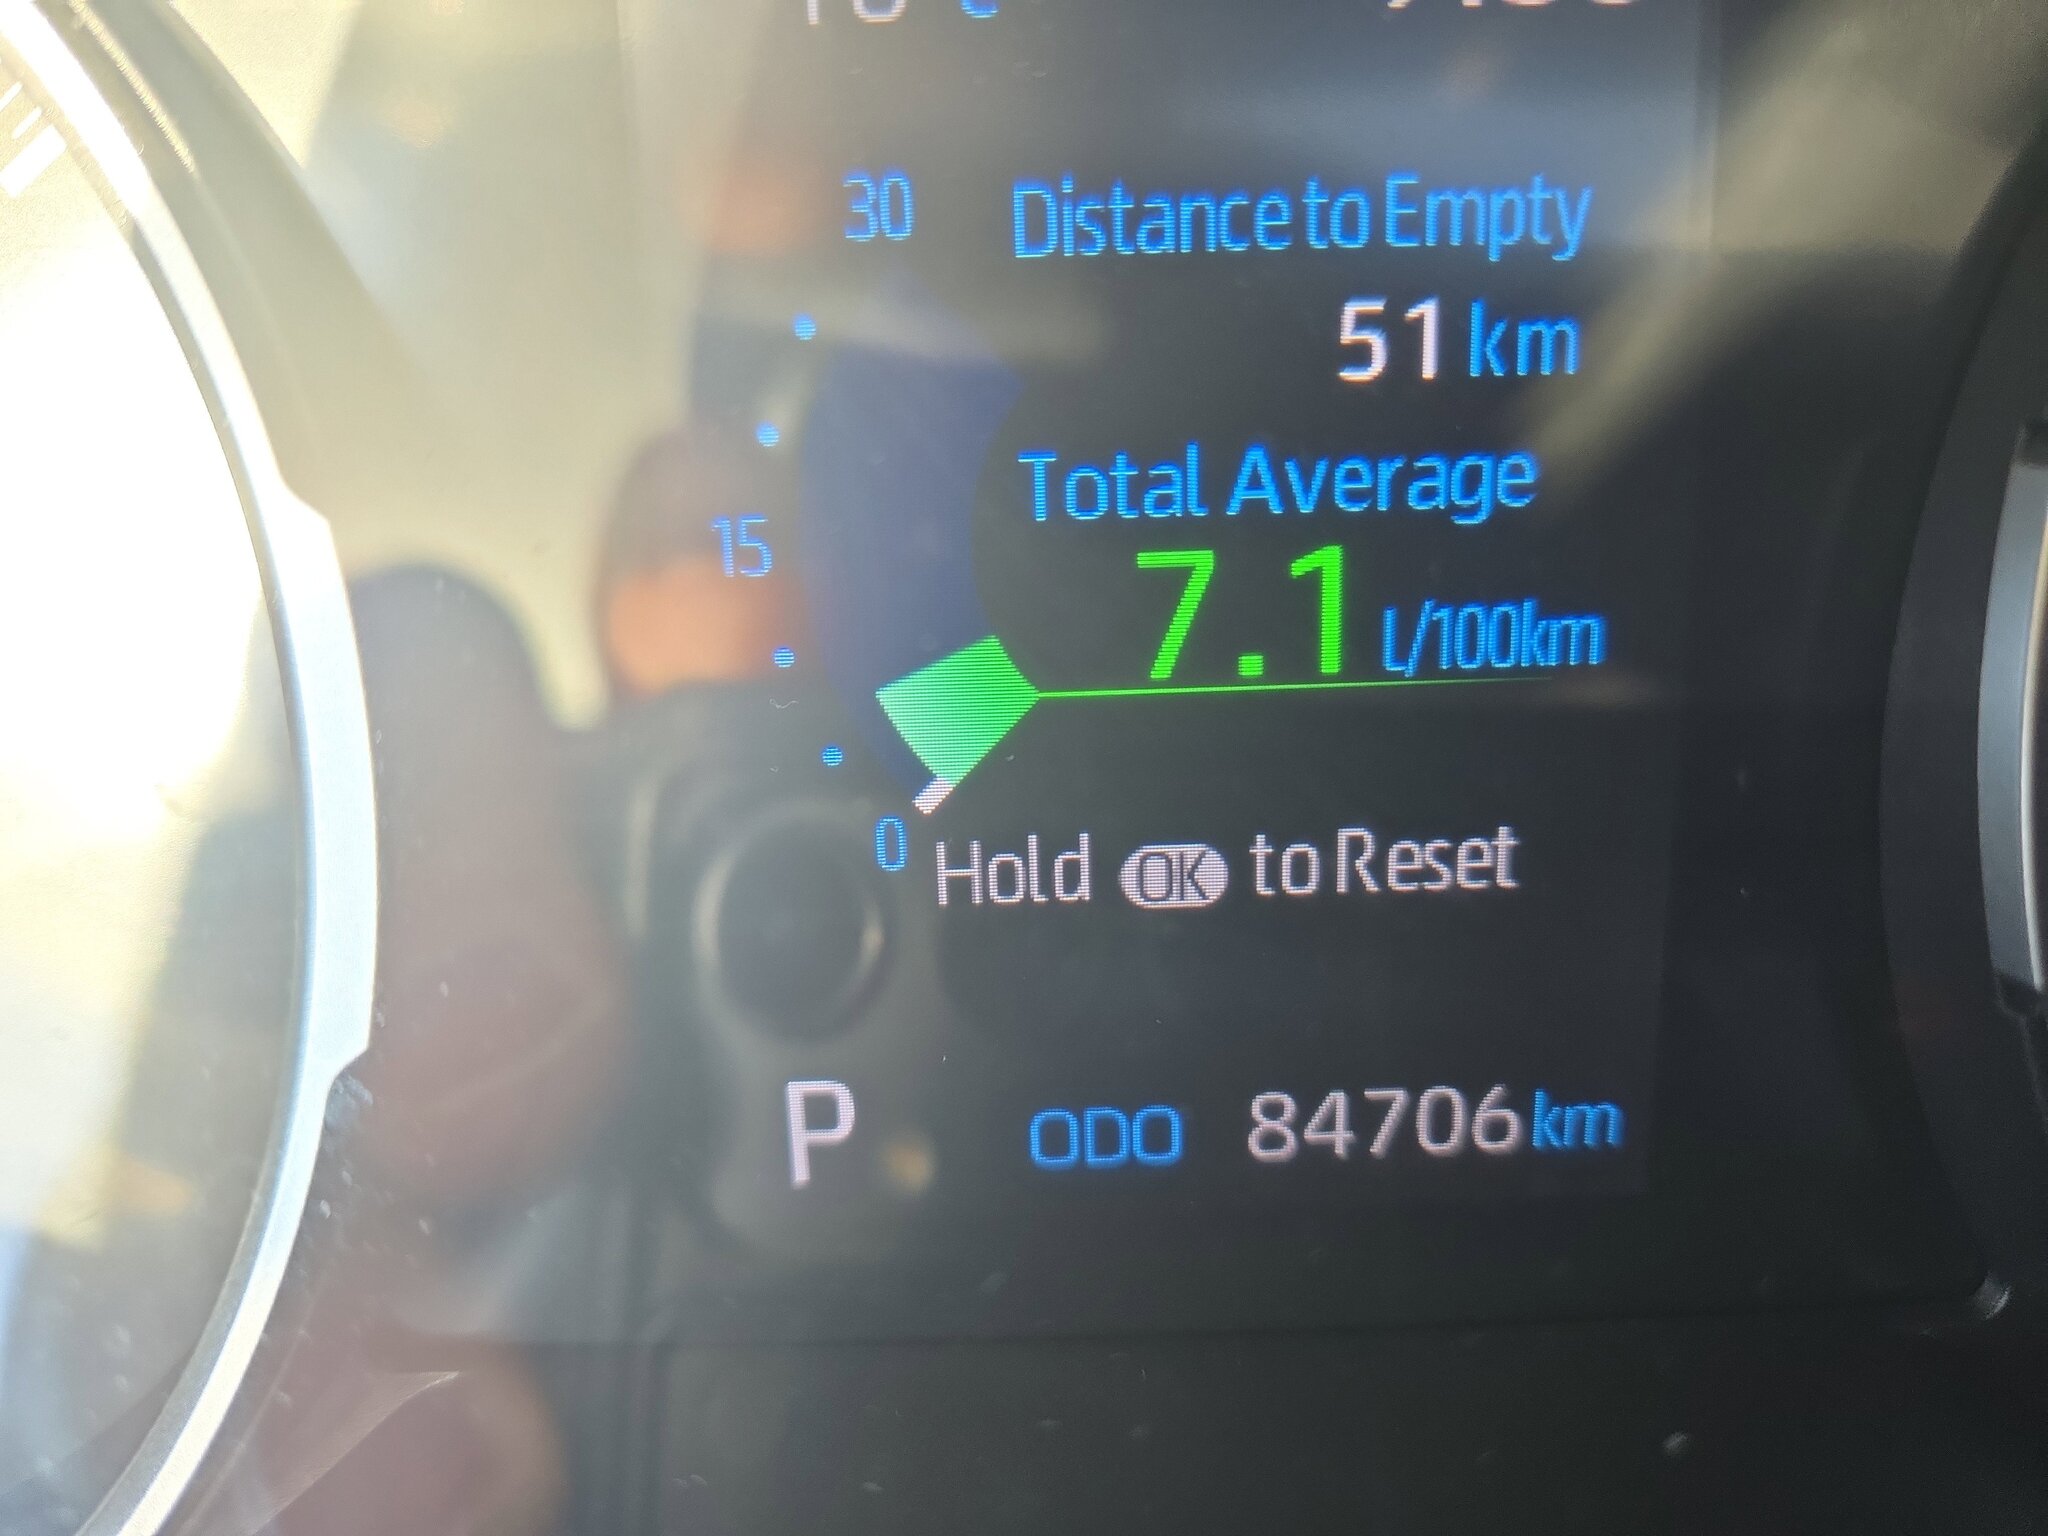 30
Distance to Empty
51 km
Total Average
15
7.1 l/100km
0
Hold OK to Reset
P ODO 84706 km